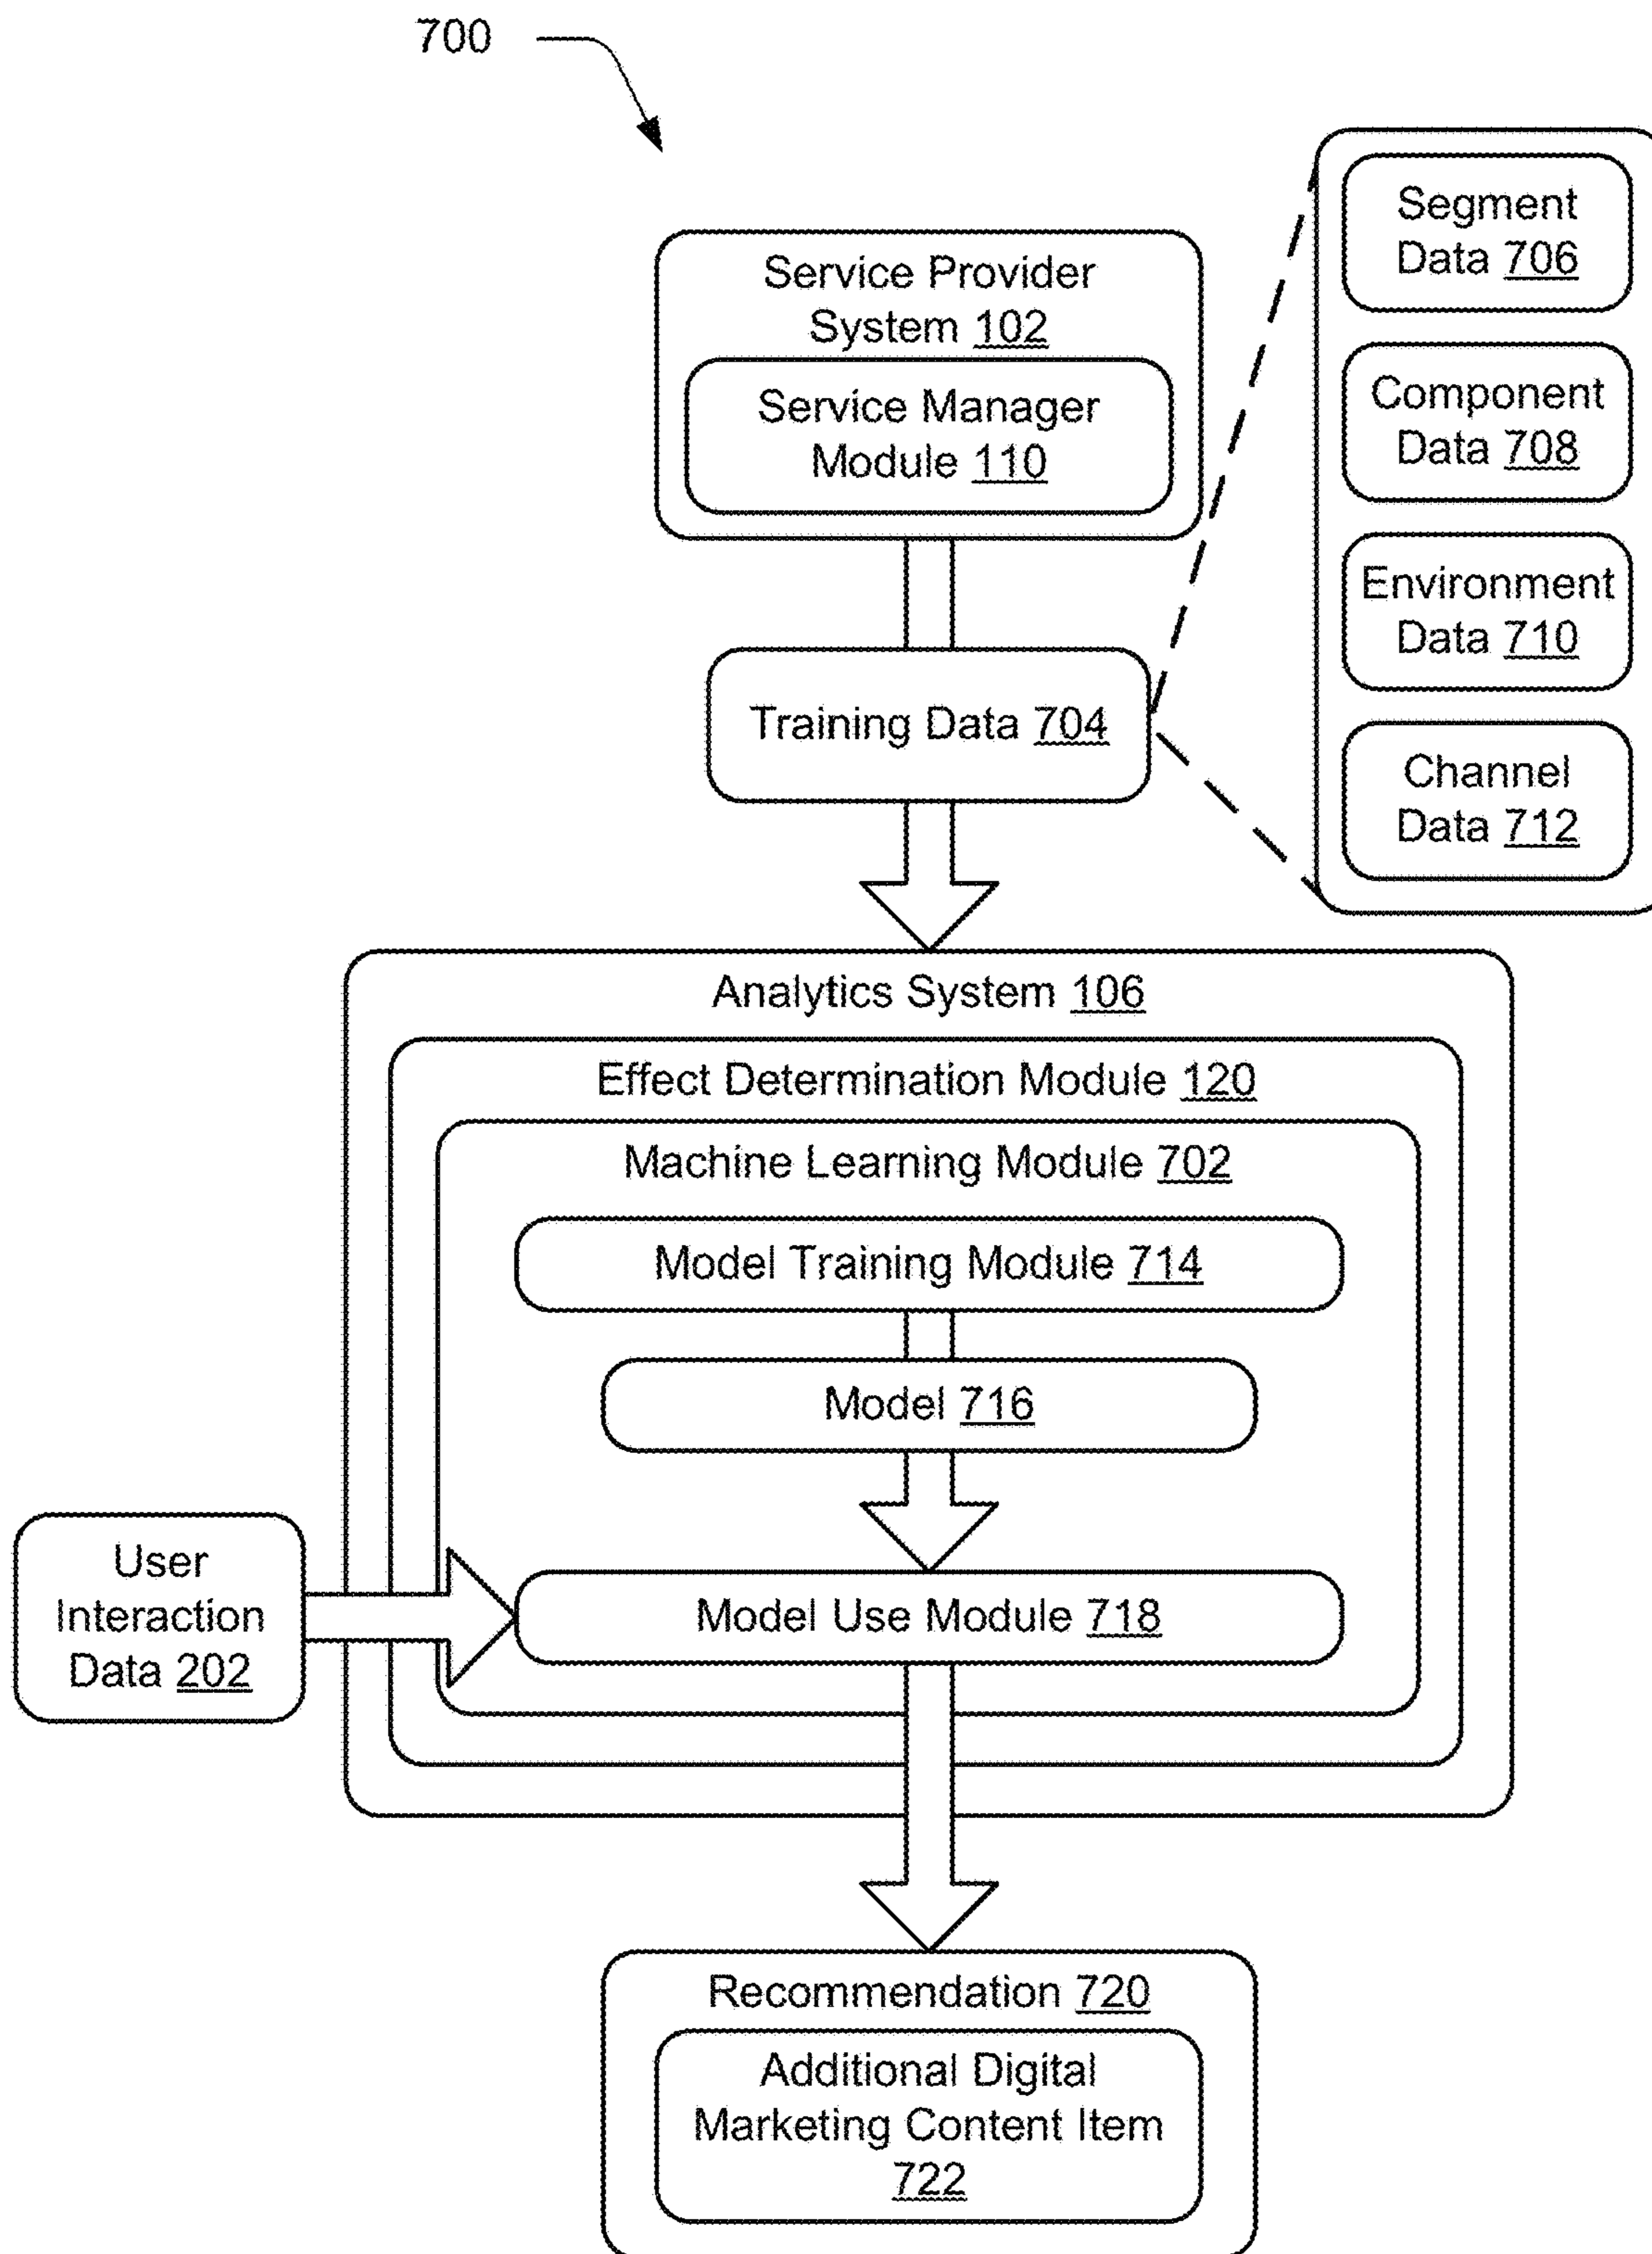 700
Service Provider
System 102
Service Manager
Module 110
Training Data 704
Segment
Data 706
Component
Data 708
Environment
Data 710
Channel
Data 712
Analytics System 106
Effect Determination Module 120
Machine Learning Module 702
Model Training Module 714
Model 716
User
Interaction
Data 202
Model Use Module 718
Recommendation 720
Additional Digital
Marketing Content Item
722